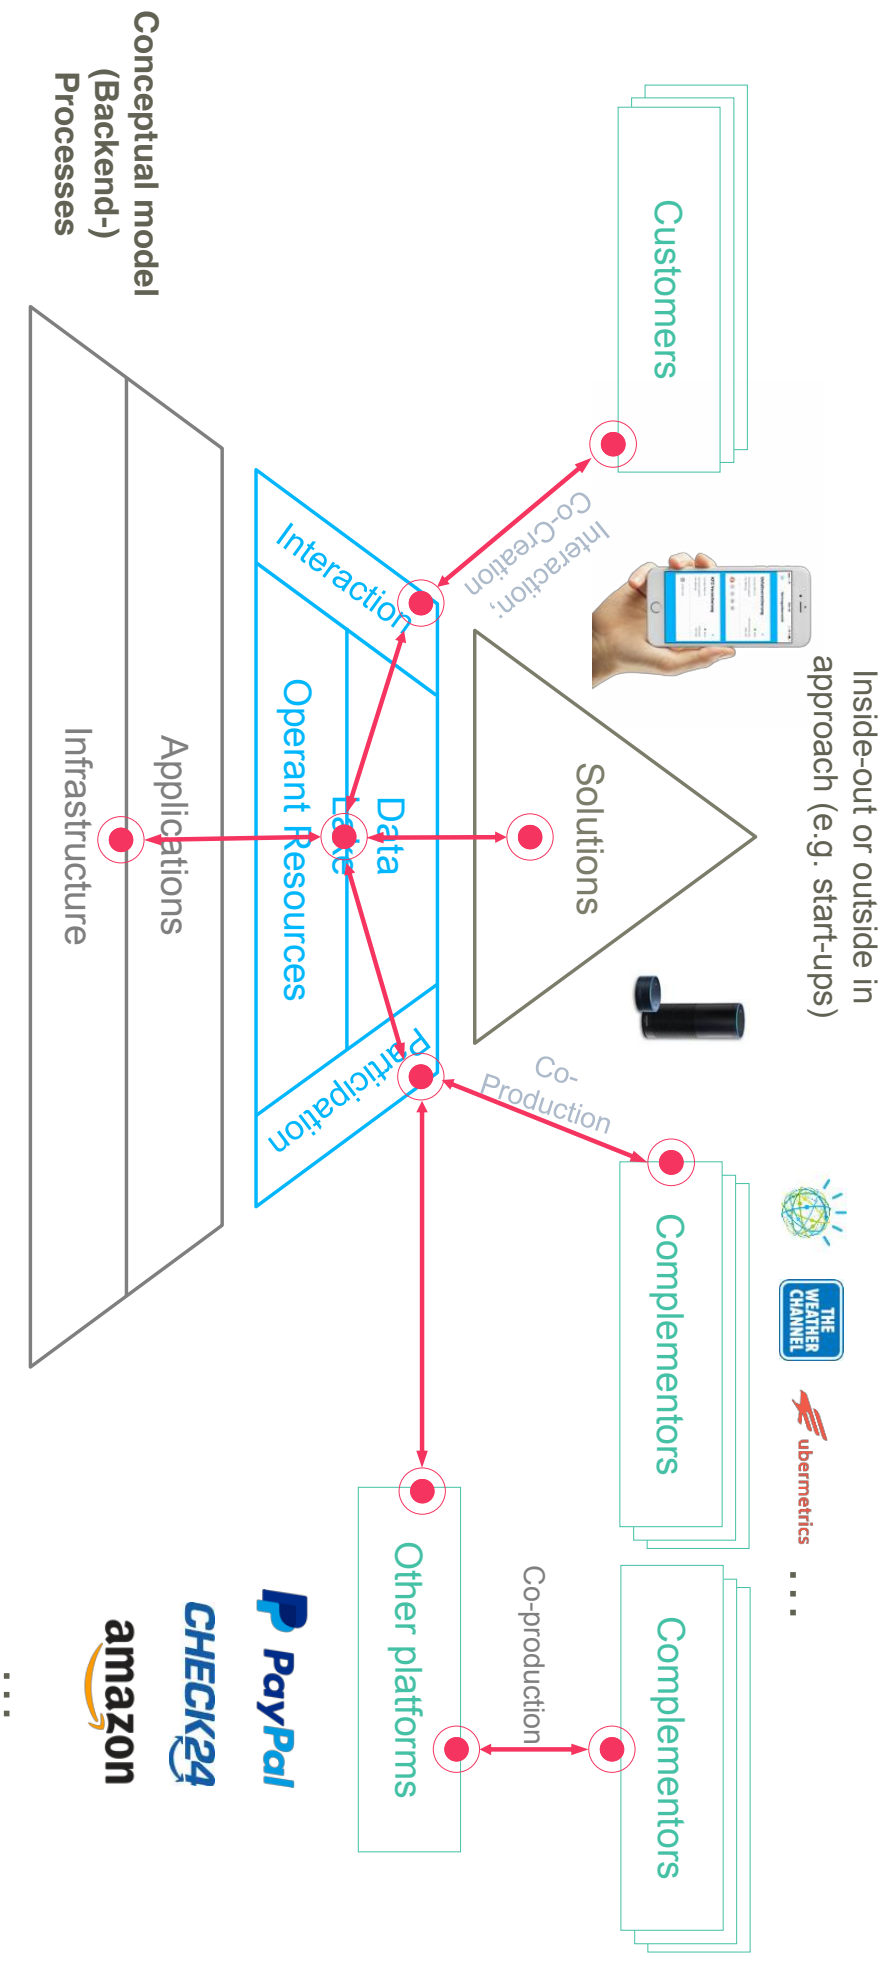 Conceptual model
(Backend-)
Processes
Customers
Interaction;
Co-Creation
Inside-out or outside in
approach (e.g. start-ups)
Solutions
Interaction
Data
Lake
Operant Resources
Participation
Applications
Infrastructure
Co-
Production
Complementors
THE
WEATHER
CHANNEL
ubermetrics
...
Complementors
Co-production
Other platforms
PayPal
CHECK24
amazon
...